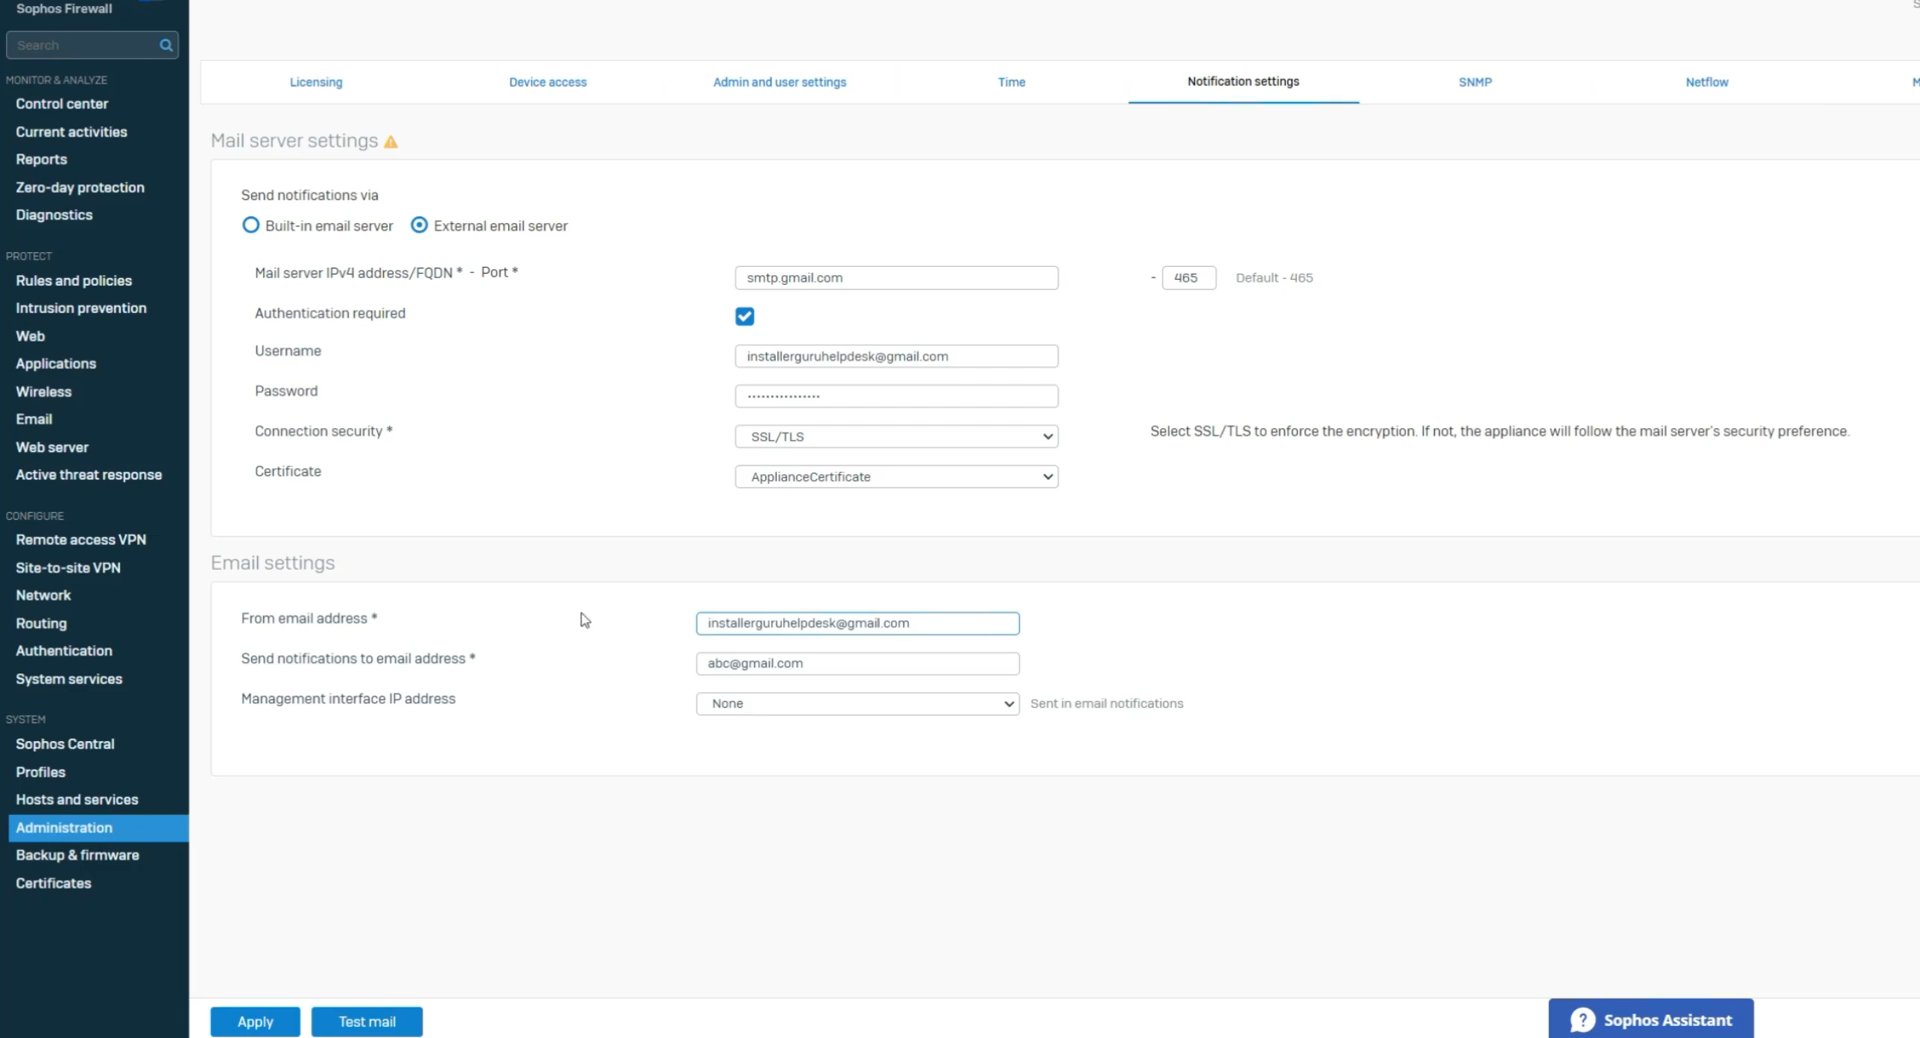 Sophos Firewall
Search
MONITOR & ANALYZE
Control center
Current activities
Reports
Zero-day protection
Diagnostics
PROTECT
Rules and policies
Intrusion prevention
Web
Applications
Wireless
Email
Web server
Active threat response
CONFIGURE
Remote access VPN
Site-to-site VPN
Network
Routing
Authentication
System services
SYSTEM
Sophos Central
Profiles
Hosts and services
Administration
Backup & firmware
Certificates
Licensing Device access Admin and user settings Time Notification settings SNMP Netflow M
Mail server settings
Send notifications via
Built-in email server External email server
Mail server IPv4 address/FQDN * - Port * smtp.gmail.com - 465 Default - 465
Authentication required
Username installerguruhelpdesk@gmail.com
Password ................
Connection security * SSL/TLS Select SSL/TLS to enforce the encryption. If not, the appliance will follow the mail server's security preference.
Certificate ApplianceCertificate
Email settings
From email address * installerguruhelpdesk@gmail.com
Send notifications to email address * abc@gmail.com
Management interface IP address None Sent in email notifications
Apply Test mail
? Sophos Assistant